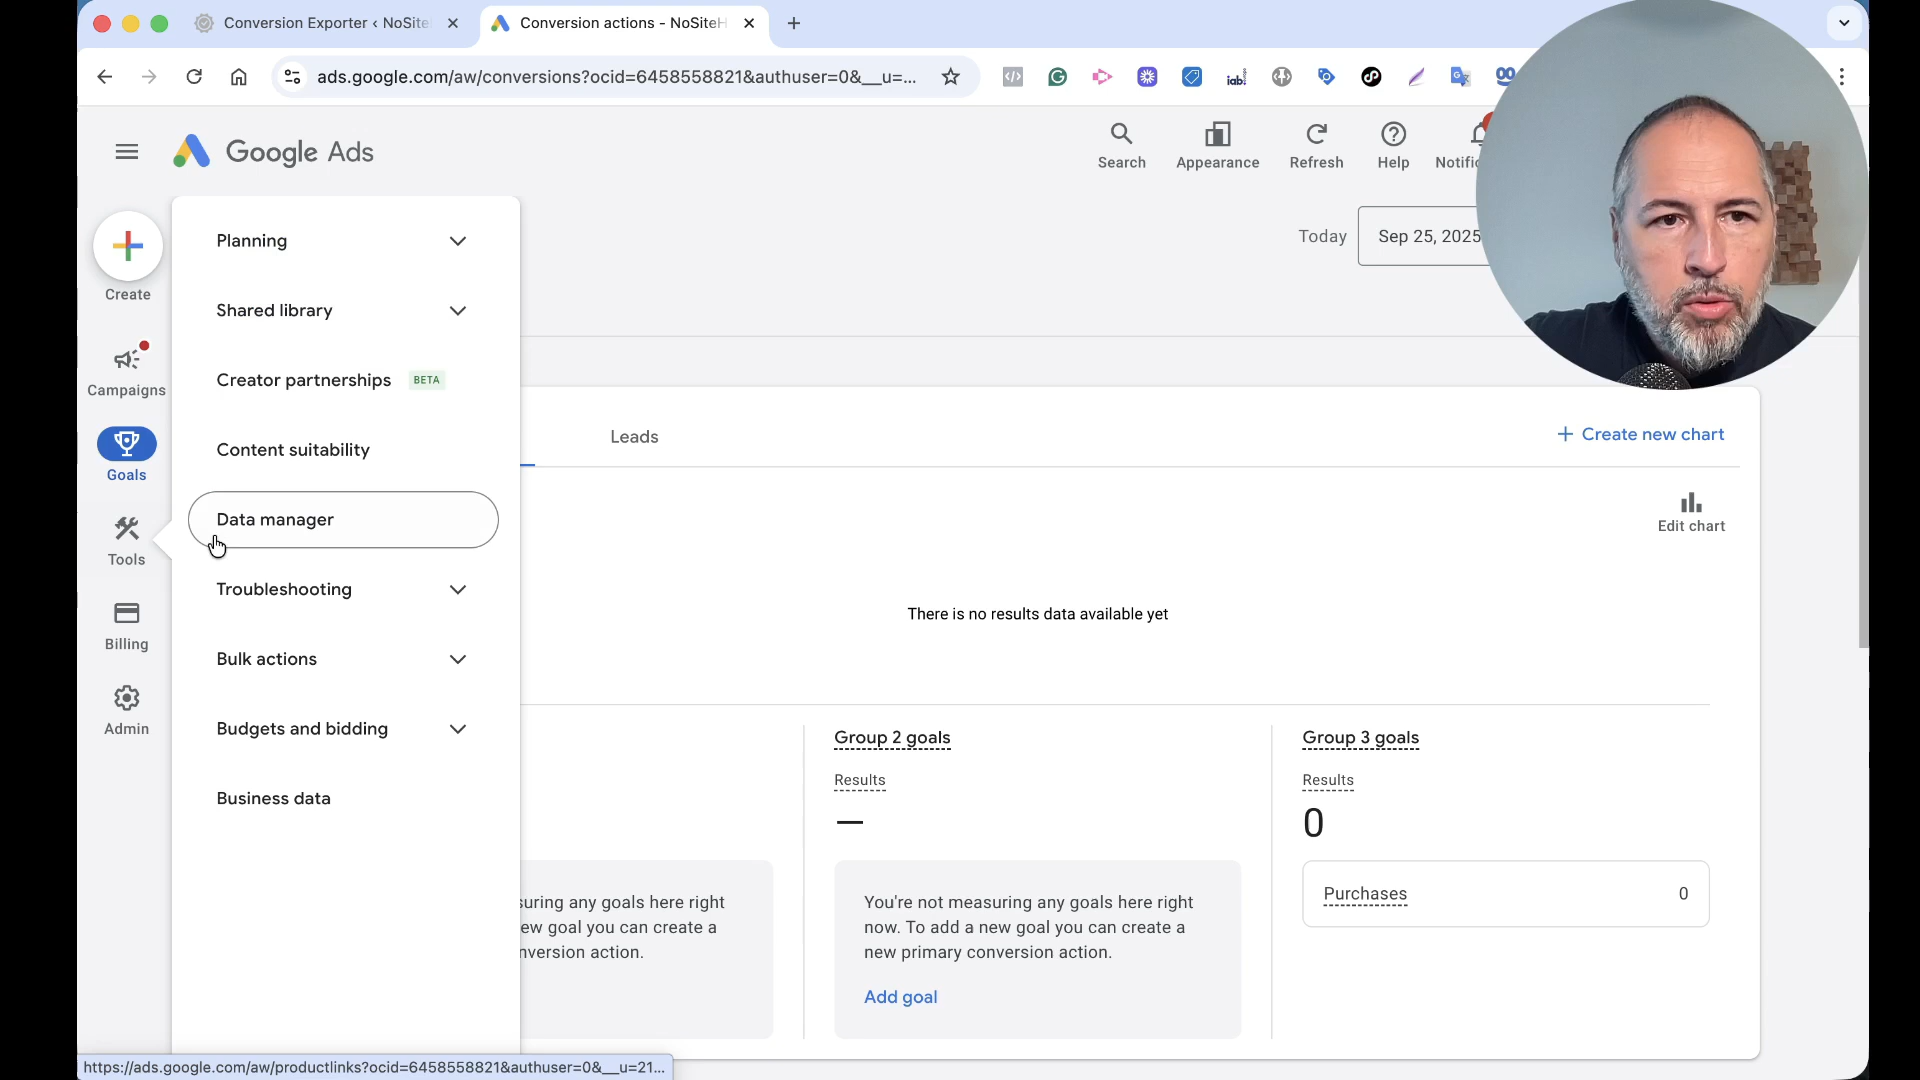 Conversion Exporter ‹ NoSite
Conversion actions - NoSiteH
ads.google.com/aw/conversions?ocid=6458558821&authuser=0&__u=...
iab!
Google Ads
Search
Appearance
Refresh
Help
Notific
Create
Campaigns
Goals
Tools
Billing
Admin
Planning
Shared library
Creator partnerships BETA
Content suitability
Data manager
Troubleshooting
Bulk actions
Budgets and bidding
Business data
Today
Sep 25, 2025
Leads
+ Create new chart
Edit chart
There is no results data available yet
suring any goals here right
ew goal you can create a
nversion action.
Group 2 goals
Results
—
You're not measuring any goals here right
now. To add a new goal you can create a
new primary conversion action.
Add goal
Group 3 goals
Results
0
Purchases 0
https://ads.google.com/aw/productlinks?ocid=6458558821&authuser=0&__u=21...